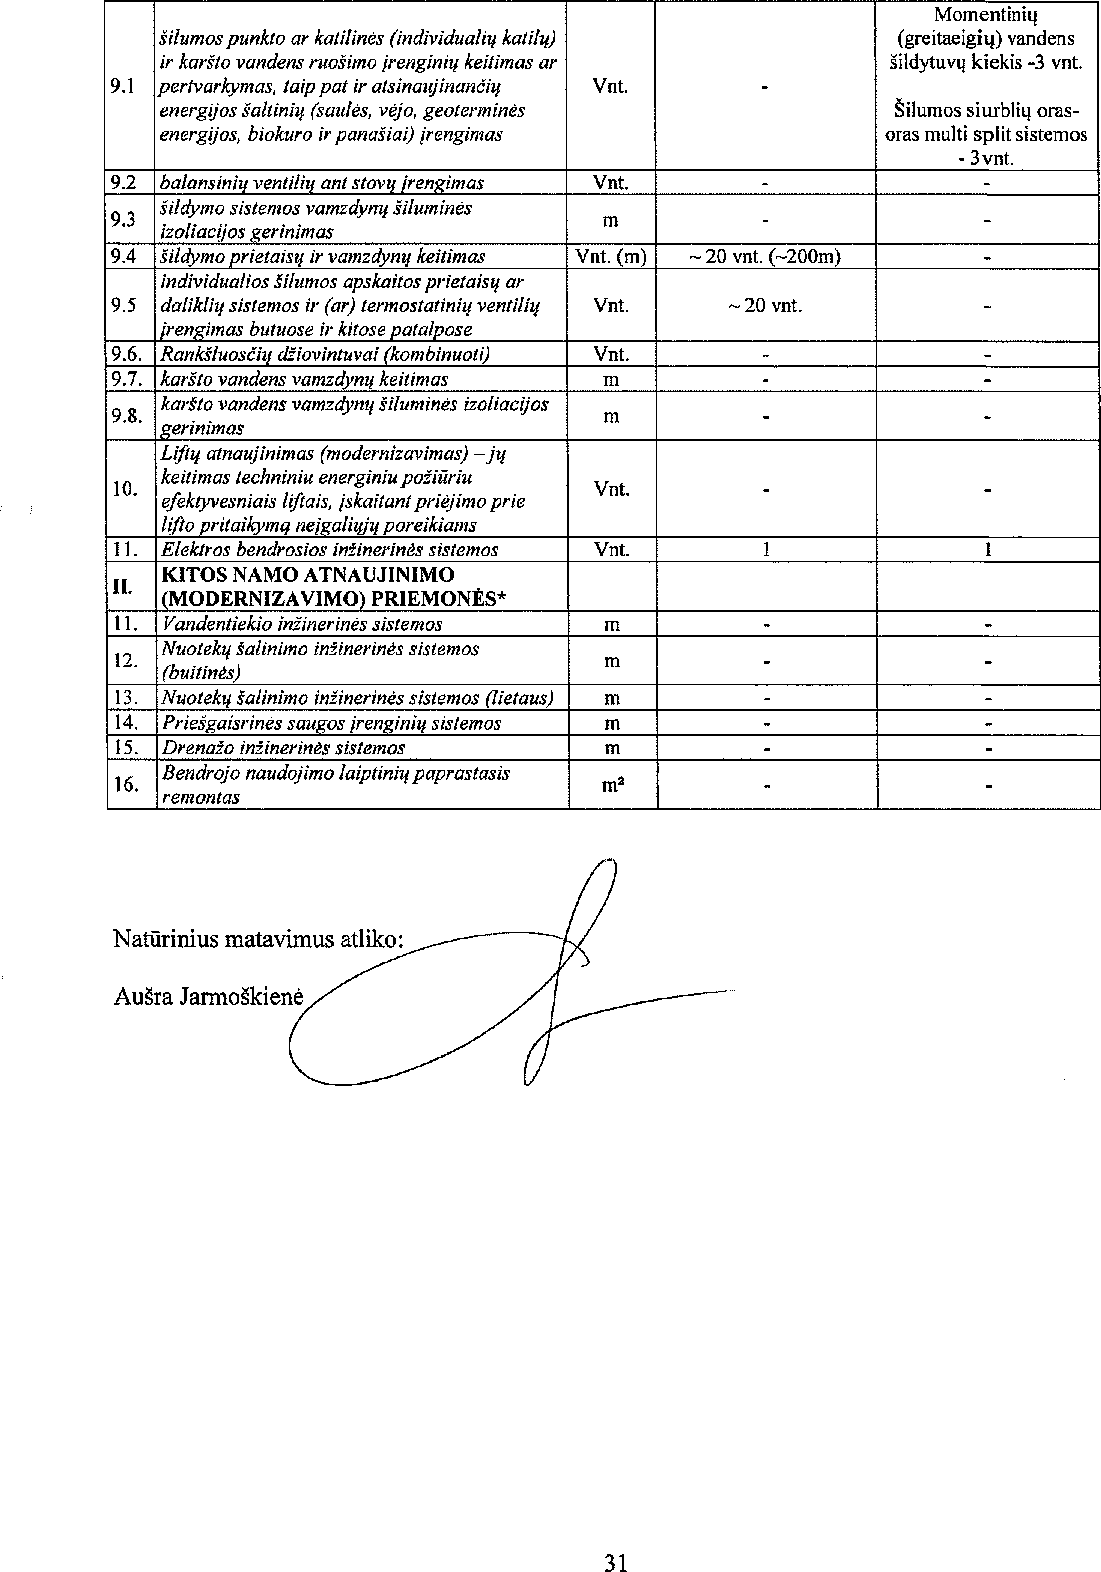 9.1 šilumos punkto ar katilinės (individualių katilų)
ir karšto vandens ruošimo įrenginių keitimas ar
pertvarkymas, taip pat ir atsinaujinančių
energijos šaltinių (saulės, vėjo, geoterminės
energijos, biokuro ir panašiai) įrengimas
Vnt.
-
Momentinių
(greitaeigių) vandens
šildytuvų kiekis -3 vnt.
Šilumos siurblių oras-
oras multi split sistemos
- 3vnt.
9.2 balansinių ventilių ant stovų įrengimas Vnt. - -
9.3 šildymo sistemos vamzdynų šiluminės
izoliacijos gerinimas
m - -
9.4 šildymo prietaisų ir vamzdynų keitimas Vnt. (m) ~ 20 vnt. (~200m) -
9.5 individualios šilumos apskaitos prietaisų ar
daliklių sistemos ir (ar) termostatinių ventilių
įrengimas butuose ir kitose patalpose
Vnt. ~ 20 vnt. -
9.6. Rankšluosčių džiovintuvai (kombinuoti) Vnt. - -
9.7. karšto vandens vamzdynų keitimas m - -
9.8. karšto vandens vamzdynų šiluminės izoliacijos
gerinimas
m - -
10. Liftų atnaujinimas (modernizavimas) – jų
keitimas techniniu energiniu požiūriu
efektyvesniais liftais, įskaitant priėjimo prie
lifto pritaikymą neįgaliųjų poreikiams
Vnt. - -
11. Elektros bendrosios inžinerinės sistemos Vnt. 1 1
II. KITOS NAMO ATNAUJINIMO
(MODERNIZAVIMO) PRIEMONĖS*
11. Vandentiekio inžinerinės sistemos m - -
12. Nuotekų šalinimo inžinerinės sistemos
(buitinės)
m - -
13. Nuotekų šalinimo inžinerinės sistemos (lietaus) m - -
14. Priešgaisrinės saugos įrenginių sistemos m - -
15. Drenažo inžinerinės sistemos m - -
16. Bendrojo naudojimo laiptinių paprastasis
remontas
m² - -
Natūrinius matavimus atliko:
Aušra Jarmoškienė
31